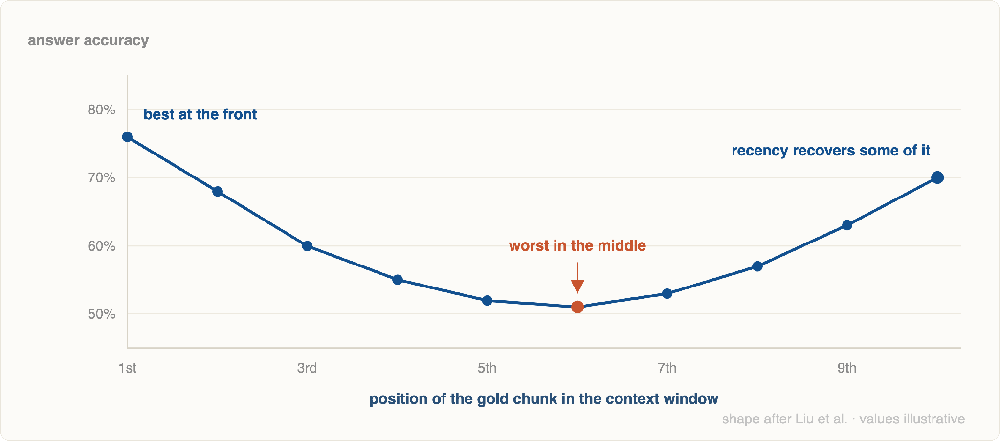 answer accuracy
80%
best at the front
recency recovers some of it
70%
60%
worst in the middle
50%
1st
3rd
5th
7th
9th
position of the gold chunk in the context window
shape after Liu et al. · values illustrative